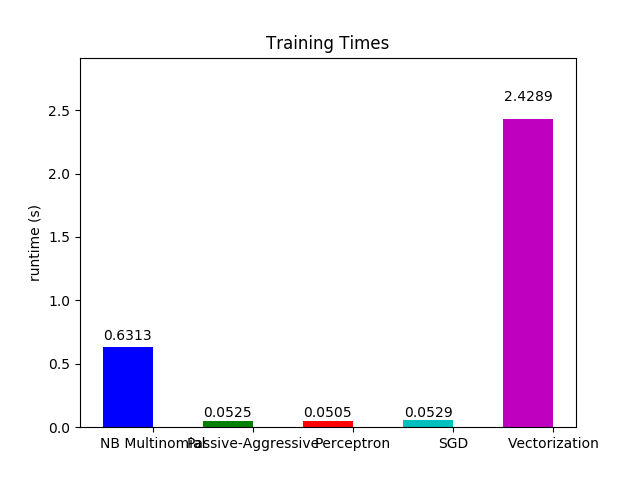 Training Times
runtime (s)
2.5
2.0
1.5
1.0
0.5
0.0
0.6313
0.0525
0.0505
0.0529
2.4289
NB Multinomial
Passive-Aggressive
Perceptron
SGD
Vectorization